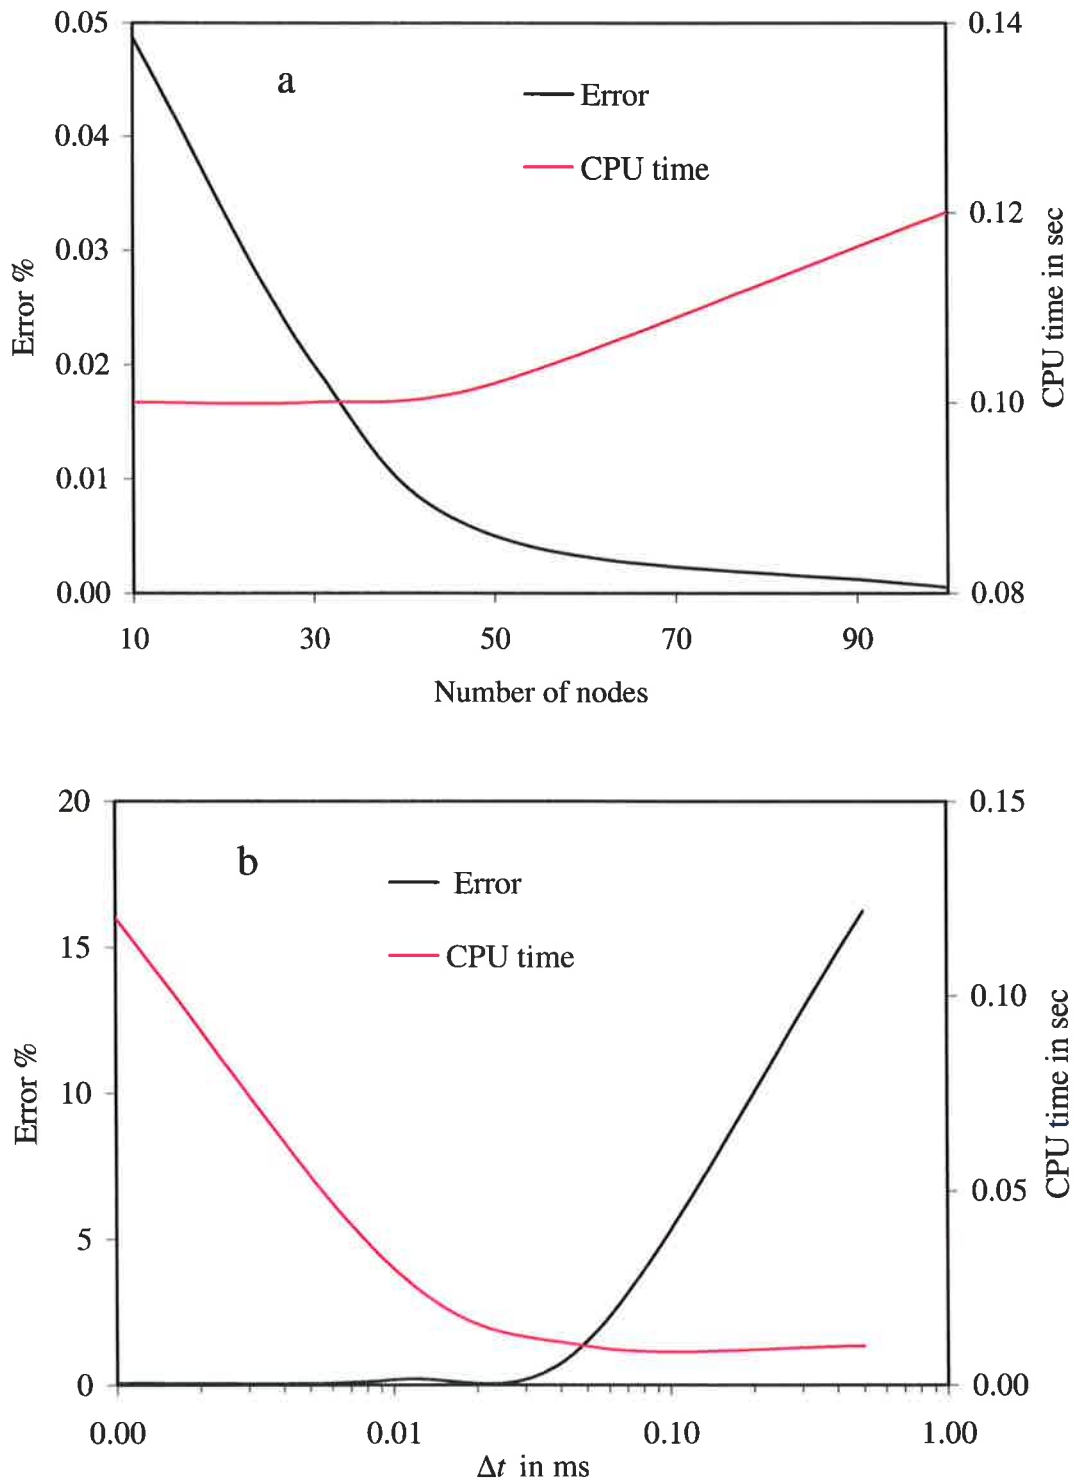 0.05
0.14
a
Error
0.04
CPU time
0.12
0.03
Error %
CPU time in sec
0.02
0.10
0.01
0.00
0.08
10 30 50 70 90
Number of nodes
20
0.15
b
Error
15
CPU time
0.10
Error %
CPU time in sec
10
0.05
5
0
0.00
0.00 0.01 0.10 1.00
Δt in ms